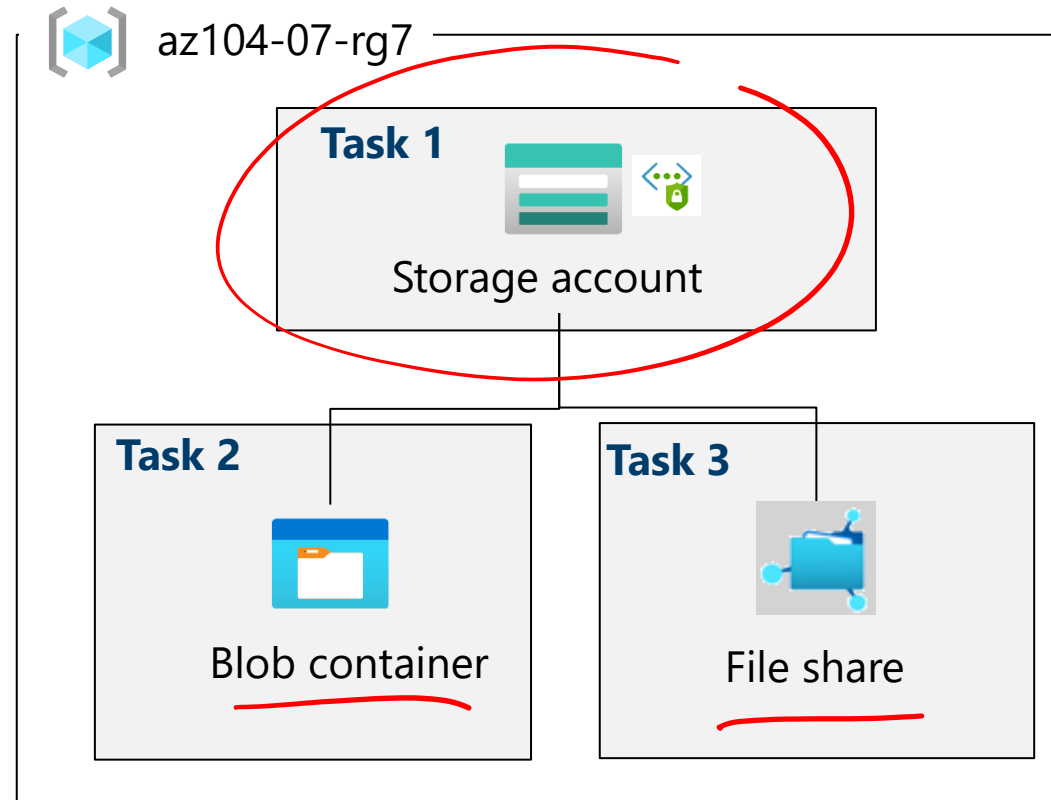 az104-07-rg7
Task 1
Storage account
Task 2
Blob container
Task 3
File share